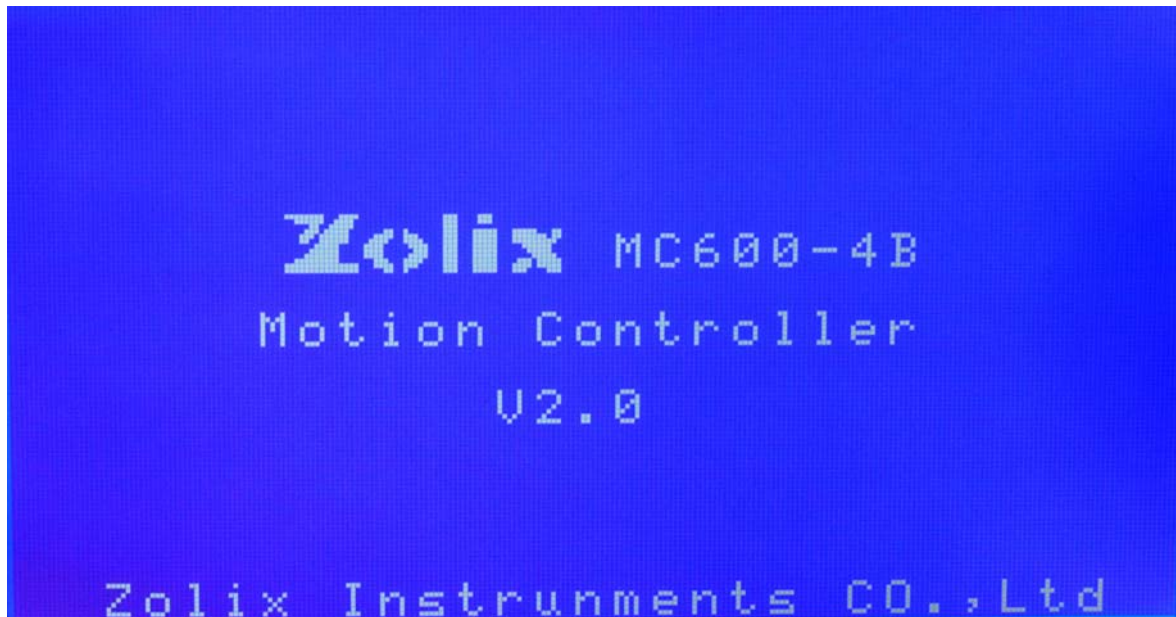 Zolix MC600-4B
Motion Controller
V2.0
Zolix Instrunments CO.,Ltd